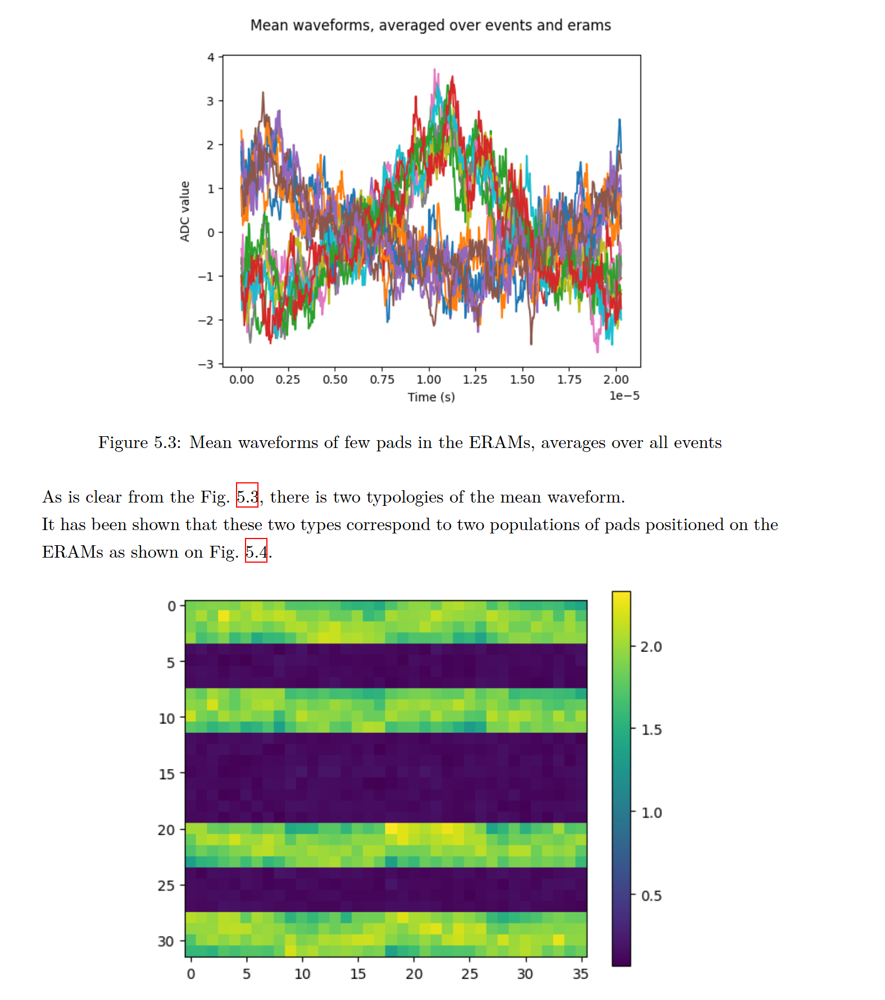 Mean waveforms, averaged over events and erams
4
3
2
1
0
−1
−2
−3
ADC value
0.00 0.25 0.50 0.75 1.00 1.25 1.50 1.75 2.00
1e−5
Time (s)
Figure 5.3: Mean waveforms of few pads in the ERAMs, averages over all events
As is clear from the Fig. 5.3, there is two typologies of the mean waveform.
It has been shown that these two types correspond to two populations of pads positioned on the
ERAMs as shown on Fig. 5.4.
0
5
10
15
20
25
30
0 5 10 15 20 25 30 35
2.0
1.5
1.0
0.5